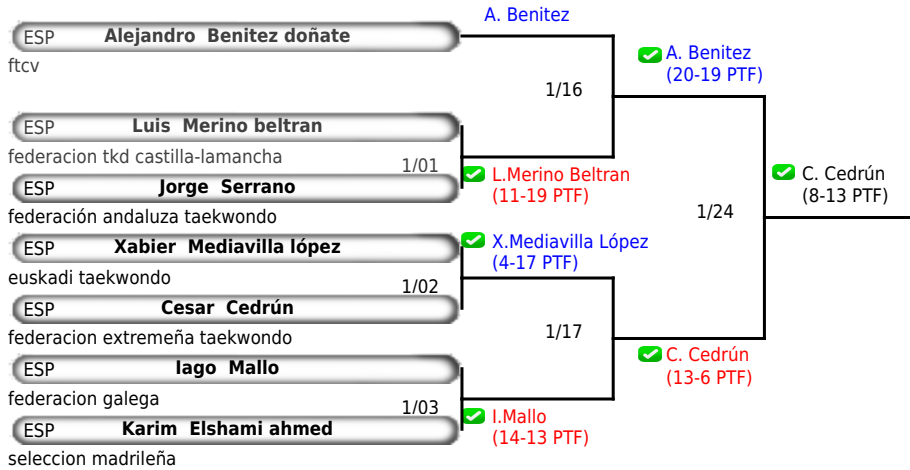 A. Benitez
ESP Alejandro Benitez doñate
ftcv
A. Benitez
(20-19 PTF)
1/16
ESP Luis Merino beltran
federacion tkd castilla-lamancha
1/01
L.Merino Beltran
(11-19 PTF)
C. Cedrún
(8-13 PTF)
ESP Jorge Serrano
federación andaluza taekwondo
1/24
ESP Xabier Mediavilla lópez
X.Mediavilla López
(4-17 PTF)
euskadi taekwondo
1/02
ESP Cesar Cedrún
federacion extremeña taekwondo
1/17
C. Cedrún
(13-6 PTF)
ESP Iago Mallo
federacion galega
1/03
I.Mallo
(14-13 PTF)
ESP Karim Elshami ahmed
seleccion madrileña